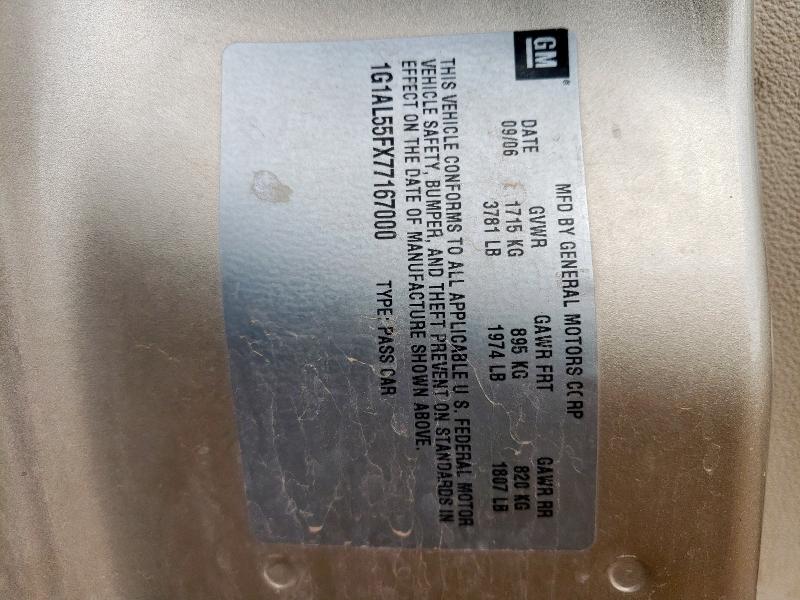 GM
MFD BY GENERAL MOTORS CORP
DATE GVWR GAWR FRT GAWR RR
09/06 1715 KG 895 KG 820 KG
3781 LB 1974 LB 1807 LB
THIS VEHICLE CONFORMS TO ALL APPLICABLE U.S. FEDERAL MOTOR
VEHICLE SAFETY, BUMPER, AND THEFT PREVENTION STANDARDS IN
EFFECT ON THE DATE OF MANUFACTURE SHOWN ABOVE.
1G1AL55FX77167000 TYPE: PASS CAR